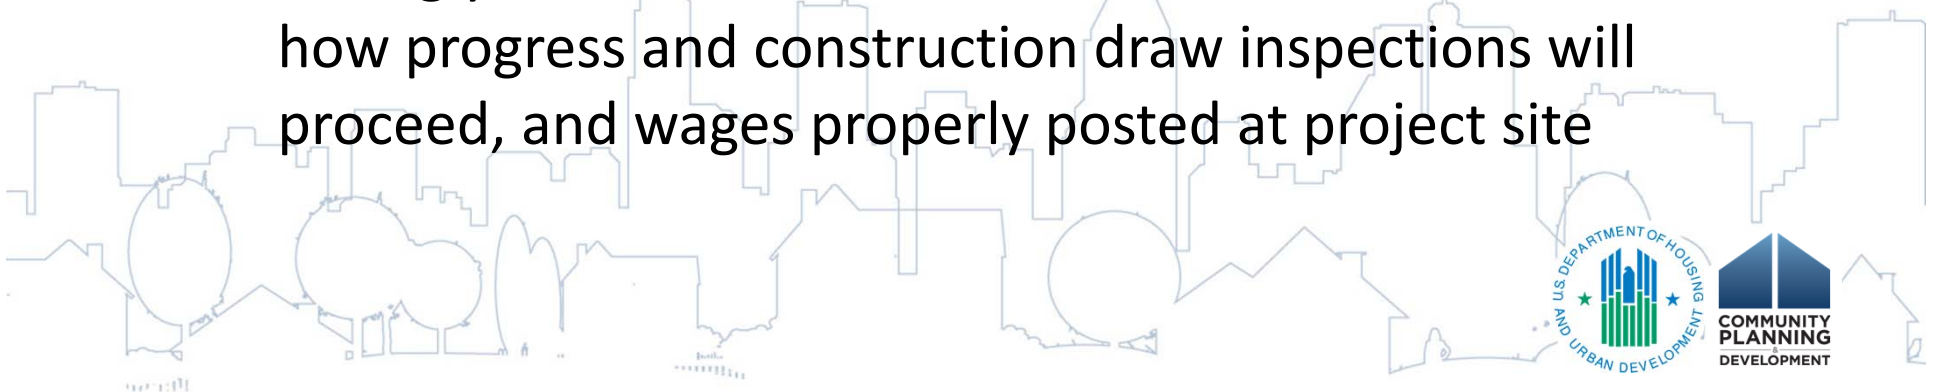 how progress and construction draw inspections will
proceed, and wages properly posted at project site
U.S. DEPARTMENT OF HOUSING
AND URBAN DEVELOPMENT
COMMUNITY
PLANNING
&
DEVELOPMENT